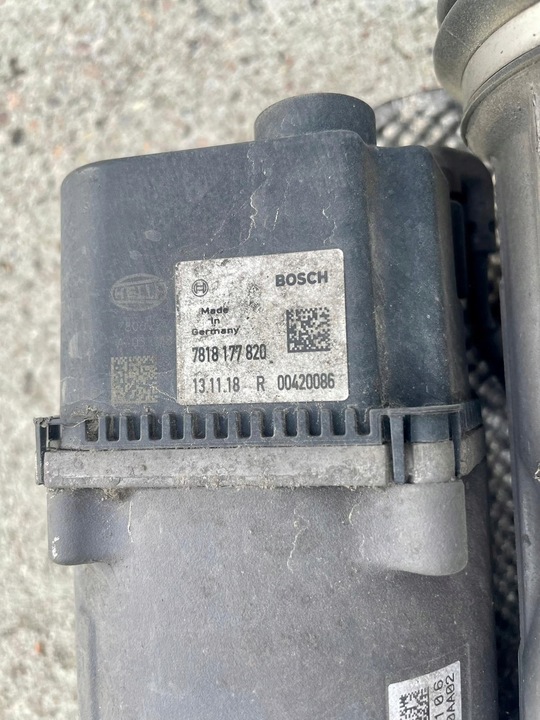 HELLA
BOSCH
Made
in
Germany
7818 177 820
13.11.18 R 00420086